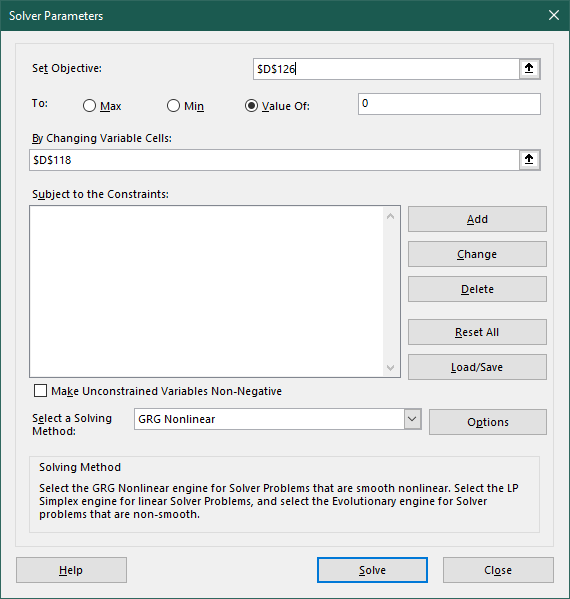 Solver Parameters
Set Objective: $D$126
To: Max Min Value Of: 0
By Changing Variable Cells:
$D$118
Subject to the Constraints:
Add
Change
Delete
Reset All
Load/Save
Make Unconstrained Variables Non-Negative
Select a Solving Method: GRG Nonlinear Options
Solving Method
Select the GRG Nonlinear engine for Solver Problems that are smooth nonlinear. Select the LP
Simplex engine for linear Solver Problems, and select the Evolutionary engine for Solver
problems that are non-smooth.
Help Solve Close